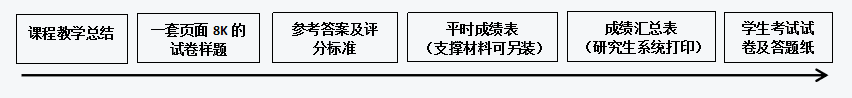 课程教学总结
一套页面 8K 的
试卷样题
参考答案及评
分标准
平时成绩表
（支撑材料可另装）
成绩汇总表
（研究生系统打印）
学生考试试
卷及答题纸